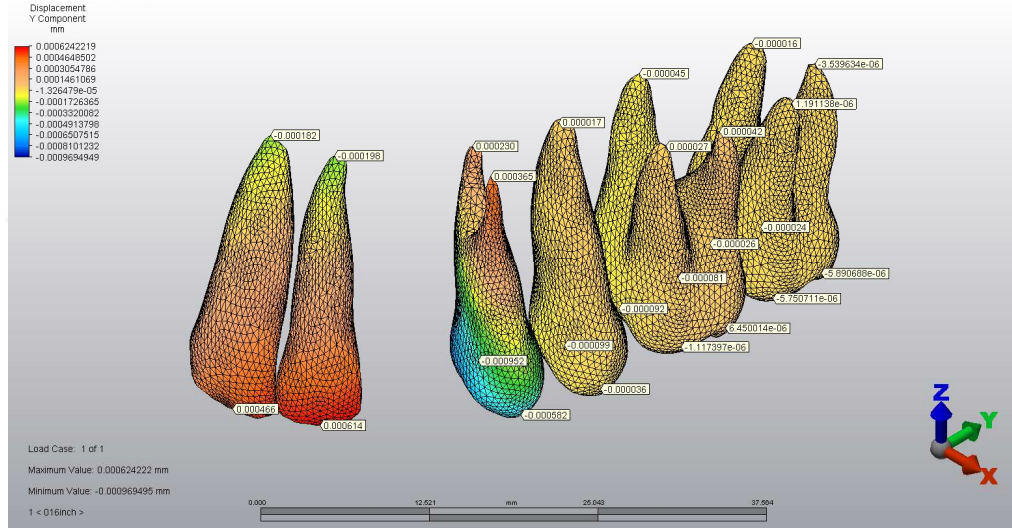 Displacement
Y Component
mm
0.0006242219
0.0004648502
0.0003054786
0.0001461069
-1.326479e-05
-0.0001726365
-0.0003320082
-0.0004913798
-0.0006507515
-0.0008101232
-0.0009694949
-0.000016
-3.539634e-06
-0.000045
1.191138e-06
0.000017
0.000042
-0.000182
0.000230
0.000027
-0.000198
0.000365
-0.000024
-0.000026
-5.890688e-06
-0.000081
-5.750711e-06
-0.000092
6.450014e-06
-0.000099
-1.117397e-06
-0.000952
-0.000036
0.000466
-0.000582
0.000614
Z
Y
X
Load Case: 1 of 1
Maximum Value: 0.000624222 mm
Minimum Value: -0.000969495 mm
1 < 016inch >
0.000 12.521 mm 25.043 37.564